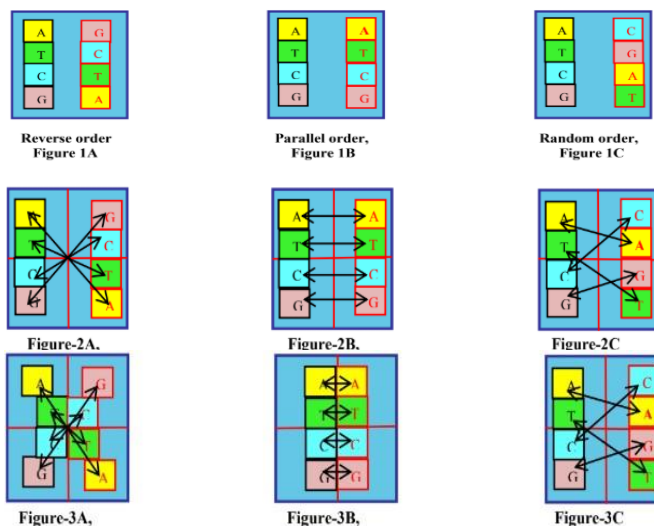 A G
T C
C T
G A
Reverse order
Figure 1A
A A
T T
C C
G G
Parallel order,
Figure 1B
A C
T G
C A
G T
Random order,
Figure 1C
G
C
T
G A
Figure-2A,
A A
T T
C C
G G
Figure-2B,
A C
T A
C G
G T
Figure-2C
A G
C
T
G A
Figure-3A,
A A
T T
C C
G G
Figure-3B,
A C
T A
C G
G T
Figure-3C